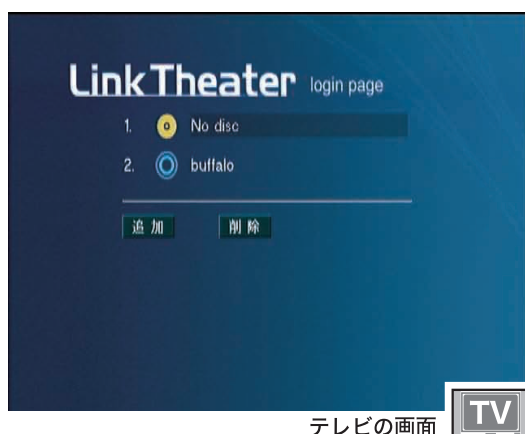 LinkTheater login page
1. No disc
2. buffalo
追加 削除
テレビの画面 TV